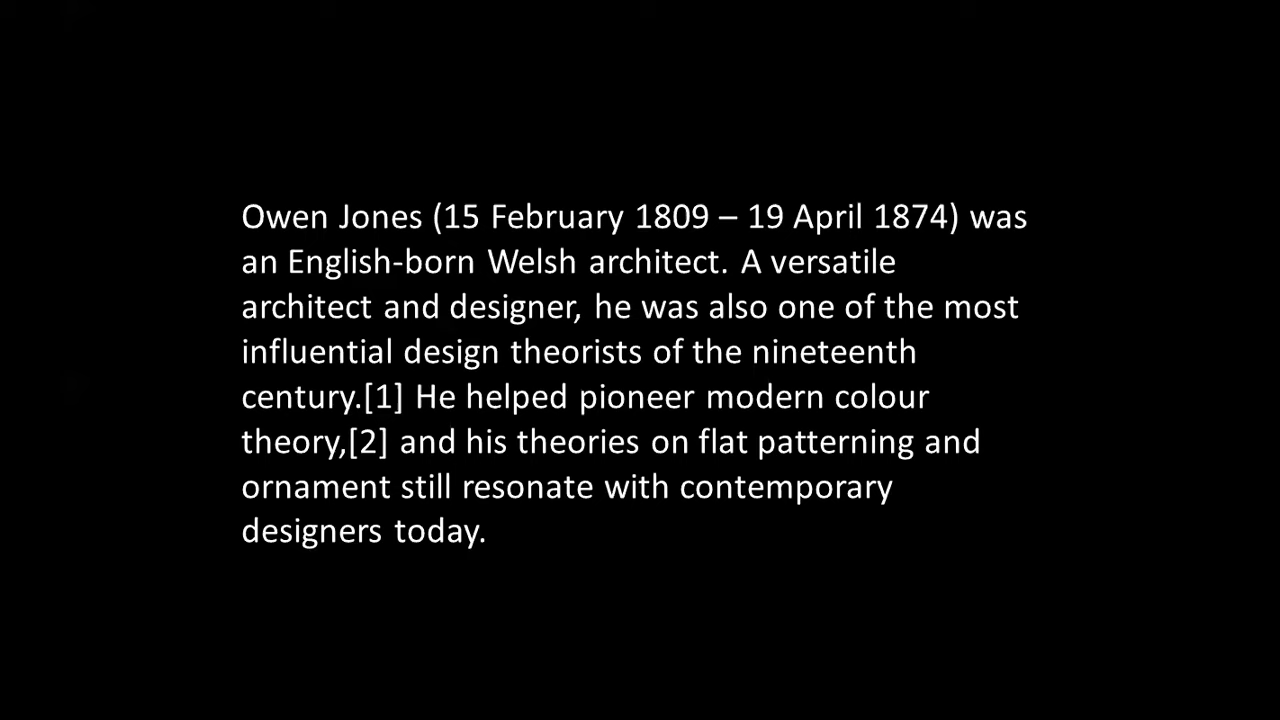 Owen Jones (15 February 1809 – 19 April 1874) was
an English-born Welsh architect. A versatile
architect and designer, he was also one of the most
influential design theorists of the nineteenth
century.[1] He helped pioneer modern colour
theory,[2] and his theories on flat patterning and
ornament still resonate with contemporary
designers today.